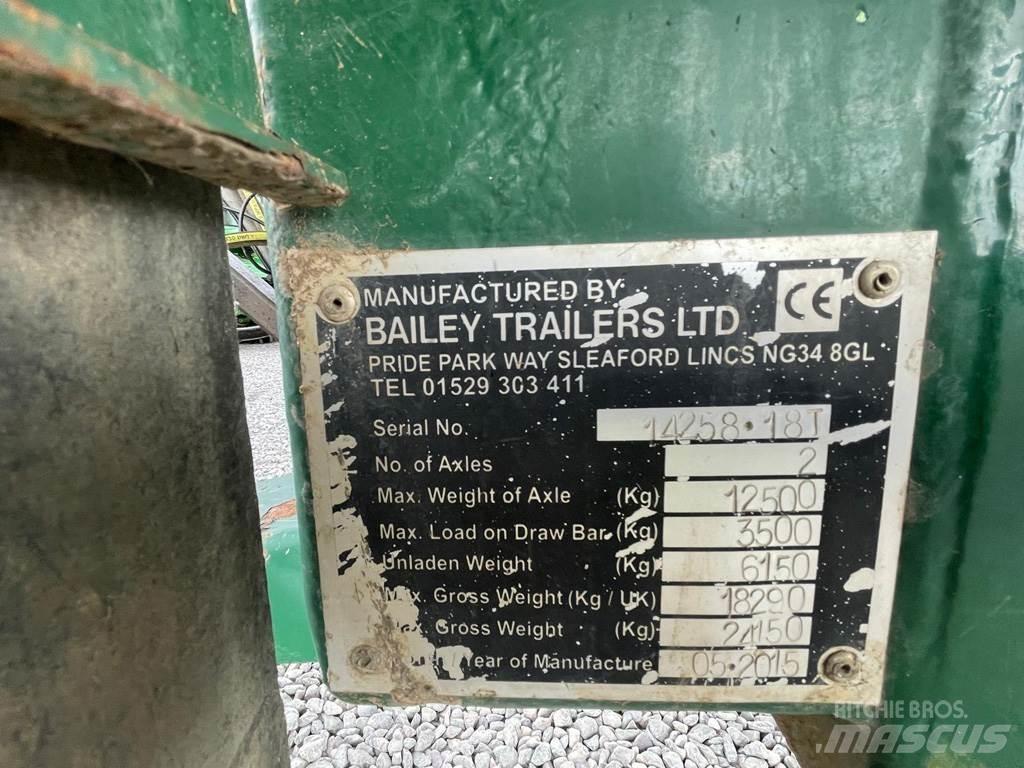 MANUFACTURED BY
BAILEY TRAILERS LTD CE
PRIDE PARK WAY SLEAFORD LINCS NG34 8GL
TEL 01529 303 411
Serial No. 14258·18T
No. of Axles 2
Max. Weight of Axle (Kg) 12500
Max. Load on Draw Bar (Kg) 3500
Unladen Weight (Kg) 6150
Max. Gross Weight (Kg / UK) 18290
Gross Weight (Kg) 24150
/ Year of Manufacture 05·2015
RITCHIE BROS.
MASCUS